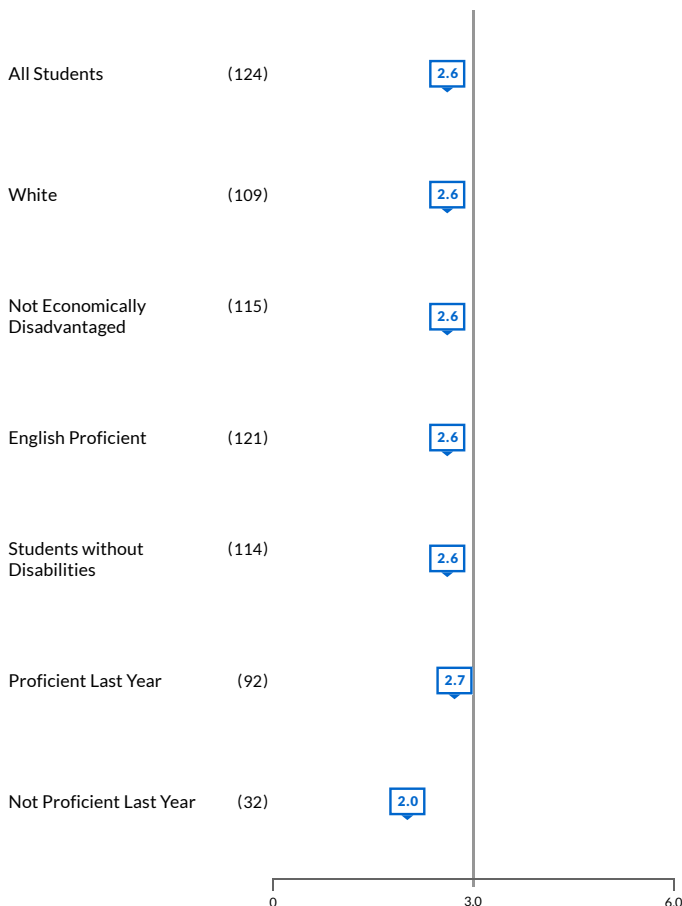 All Students (124) 2.6
White (109) 2.6
Not Economically (115) 2.6
Disadvantaged
English Proficient (121) 2.6
Students without (114) 2.6
Disabilities
Proficient Last Year (92) 2.7
Not Proficient Last Year (32) 2.0
0 3.0 6.0